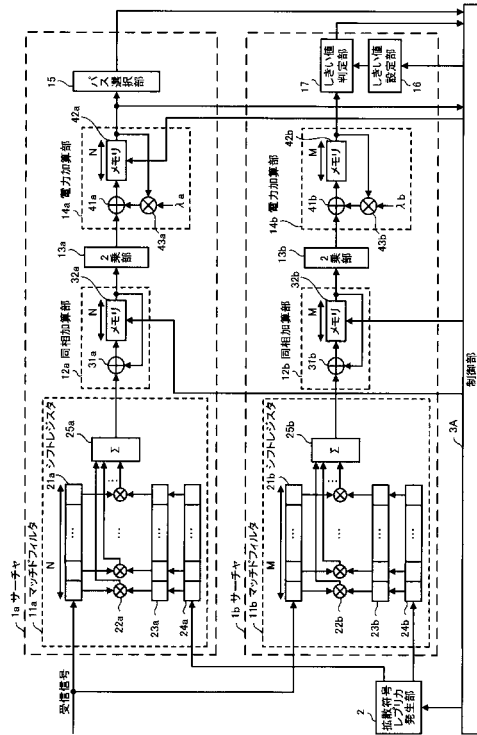 1a サーチャ
11a マッチドフィルタ
21a シフトレジスタ
N
…
22a
…
23a
…
24a
…
25a
Σ
…
12a 同相加算部
31a
32a
メモリ
N
13a
2乗部
14a 電力加算部
41a
42a
メモリ
N
43a
λa
15
パス選択部
受信信号
1b サーチャ
11b マッチドフィルタ
21b シフトレジスタ
M
…
22b
…
23b
…
24b
…
25b
Σ
…
12b 同相加算部
31b
32b
メモリ
M
13b
2乗部
14b 電力加算部
41b
42b
メモリ
M
43b
λb
17
しきい値判定部
しきい値設定部
16
2
拡散符号
レプリカ
発生部
3A
制御部